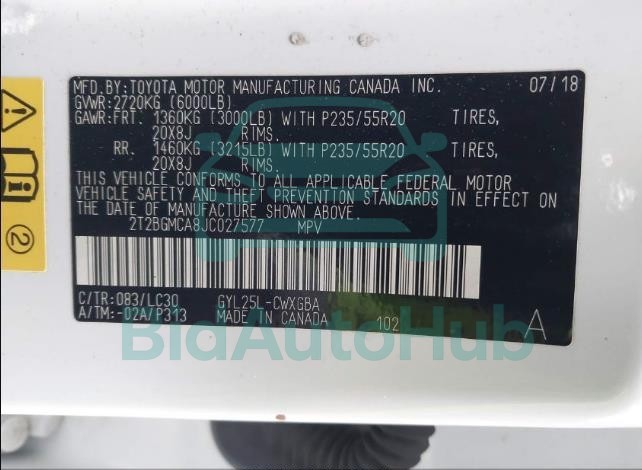 MFD.BY:TOYOTA MOTOR MANUFACTURING CANADA INC. 07/18
GVWR:2720KG (6000LB)
GAWR:FRT. 1360KG (3000LB) WITH P235/55R20 TIRES,
20X8J RIMS.
RR. 1460KG (3215LB) WITH P235/55R20 TIRES,
20X8J RIMS.
THIS VEHICLE CONFORMS TO ALL APPLICABLE FEDERAL MOTOR
VEHICLE SAFETY AND THEFT PREVENTION STANDARDS IN EFFECT ON
THE DATE OF MANUFACTURE SHOWN ABOVE.
2T2BGMCA8JC027577 MPV
C/TR:083/LC30 GYL25L-CWXGBA
A/TM:-02A/P313 MADE IN CANADA 102 A
2
BidAutoHub